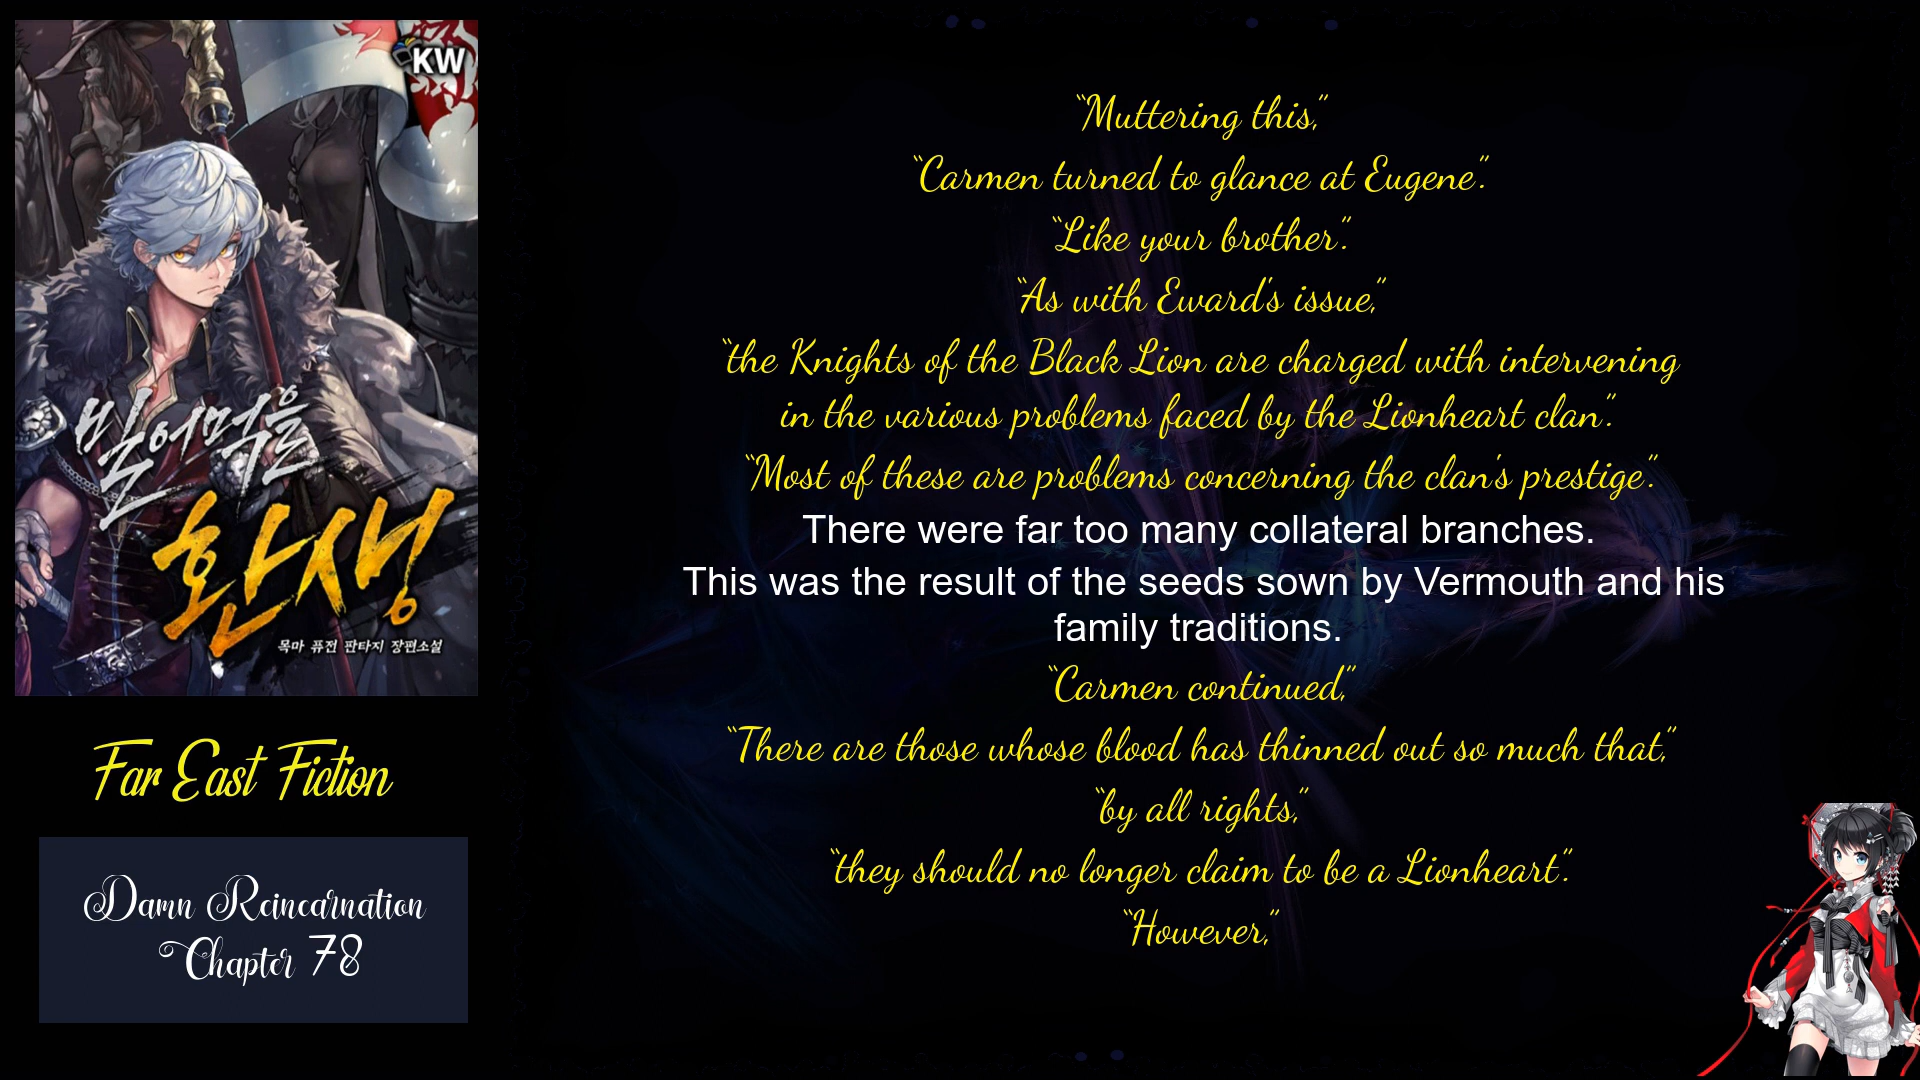 KW
빌어먹을
환생
목마 퓨전 판타지 장편소설
Far East Fiction
Damn Reincarnation
Chapter 78
“Muttering this,”
“Carmen turned to glance at Eugene”.
“Like your brother”.
“As with Eward's issue,”
“the Knights of the Black Lion are charged with intervening
in the various problems faced by the Lionheart clan”.
“Most of these are problems concerning the clan's prestige”.
There were far too many collateral branches.
This was the result of the seeds sown by Vermouth and his
family traditions.
“Carmen continued,”
“There are those whose blood has thinned out so much that,”
“by all rights,”
“they should no longer claim to be a Lionheart”.
“However,”